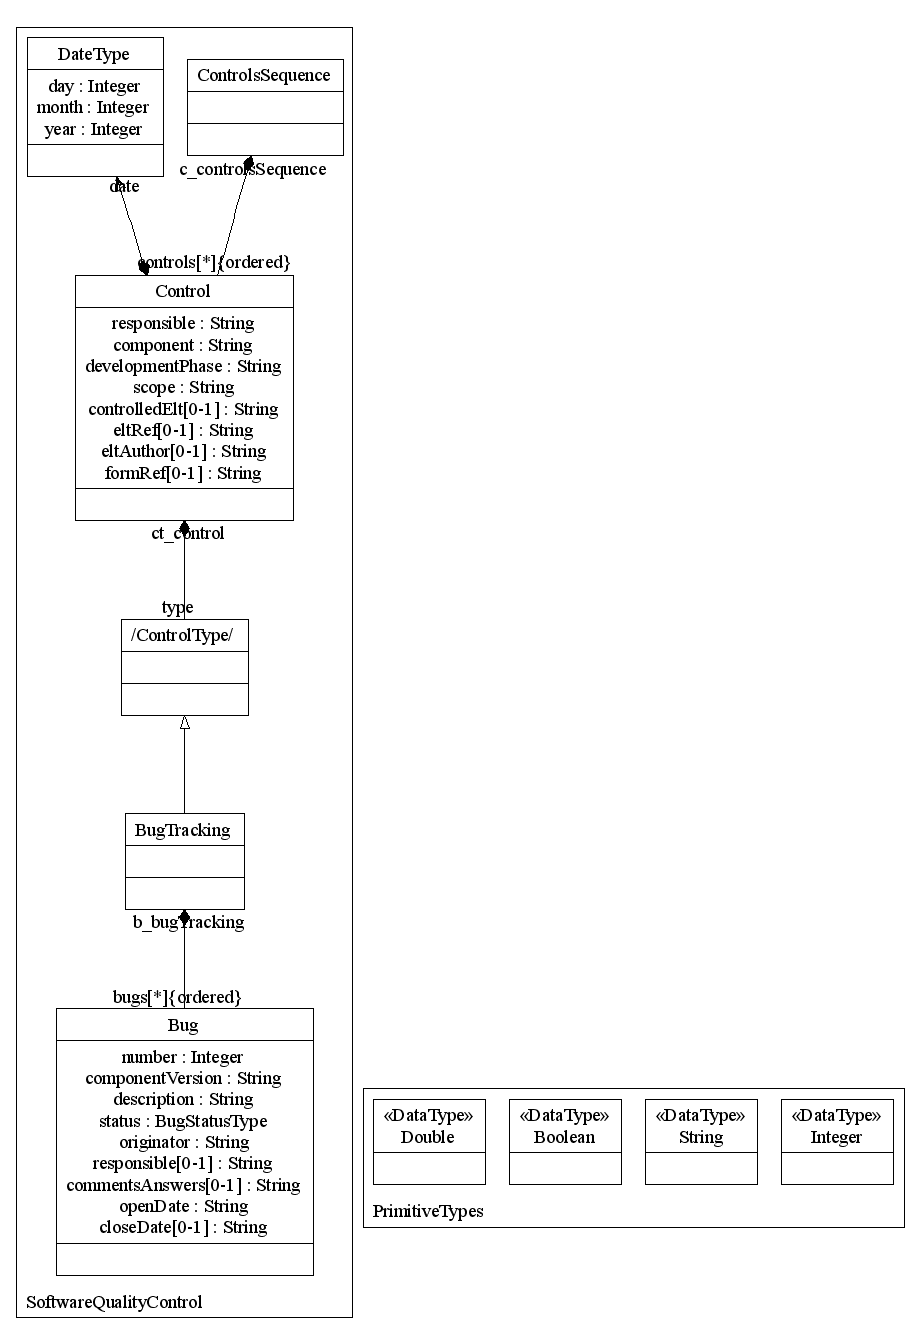 DateType
day : Integer
month : Integer
year : Integer
ControlsSequence
c_controlsSequence
date
controls[*]{ordered}
Control
responsible : String
component : String
developmentPhase : String
scope : String
controlledElt[0-1] : String
eltRef[0-1] : String
eltAuthor[0-1] : String
formRef[0-1] : String
ct_control
type
/ControlType/
BugTracking
b_bugTracking
bugs[*]{ordered}
Bug
number : Integer
componentVersion : String
description : String
status : BugStatusType
originator : String
responsible[0-1] : String
commentsAnswers[0-1] : String
openDate : String
closeDate[0-1] : String
SoftwareQualityControl
«DataType»
Double
«DataType»
Boolean
«DataType»
String
«DataType»
Integer
PrimitiveTypes